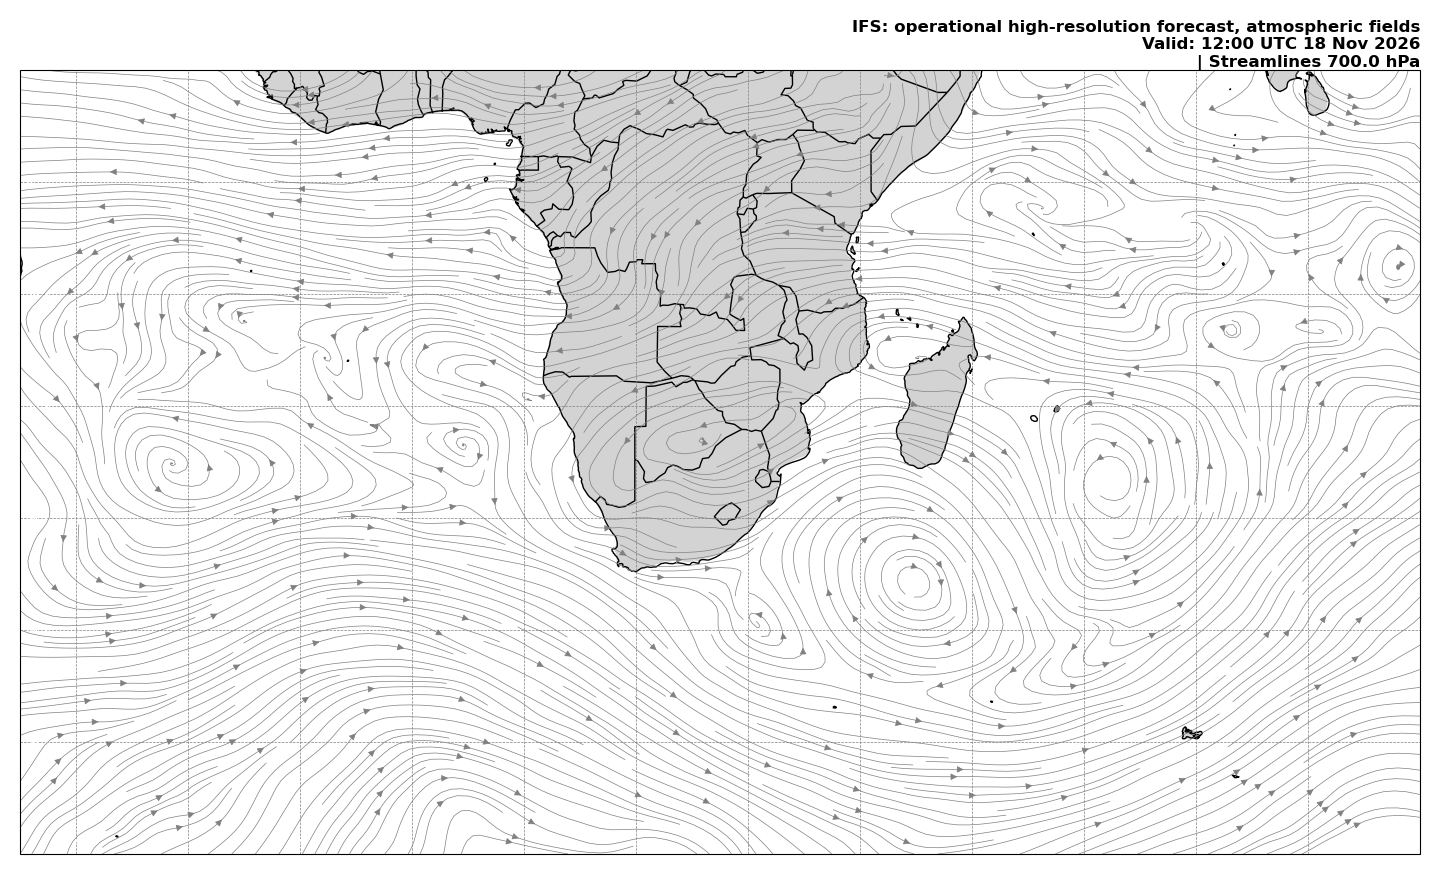 IFS: operational high-resolution forecast, atmospheric fields
Valid: 12:00 UTC 18 Nov 2026
| Streamlines 700.0 hPa